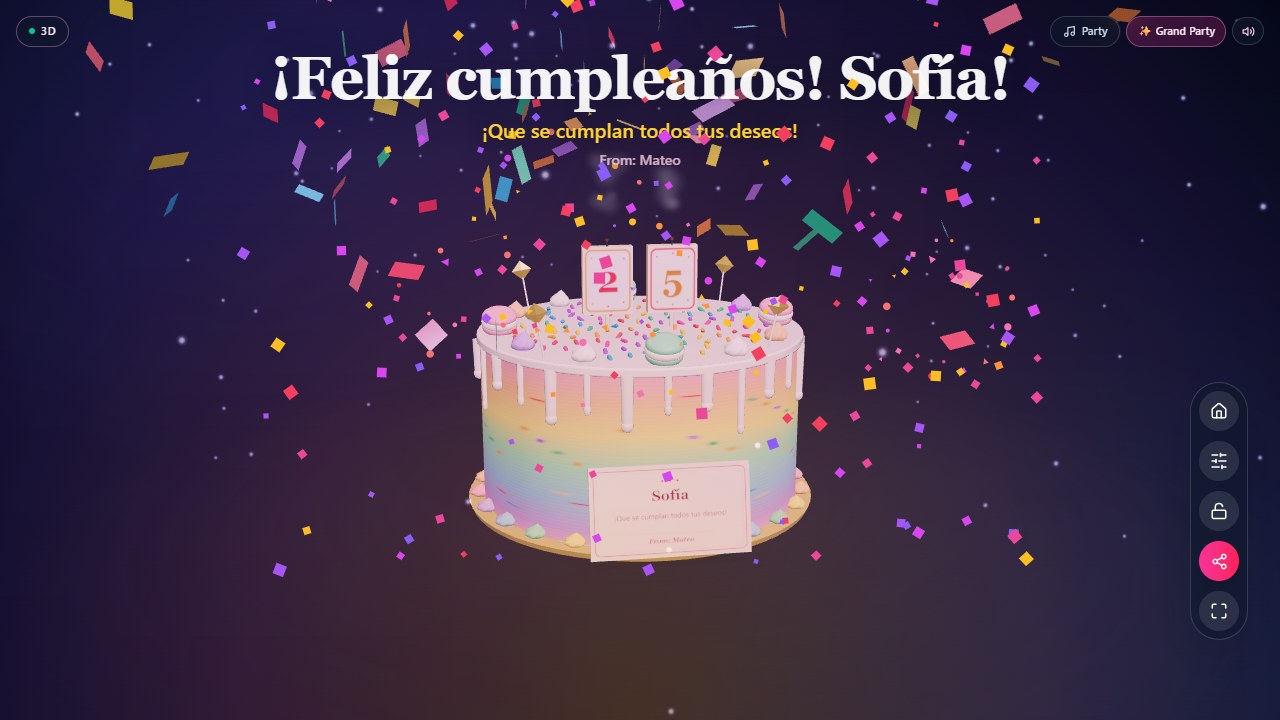 3D
Party
Grand Party
¡Feliz cumpleaños! Sofía!
¡Que se cumplan todos tus deseos!
From: Mateo
2 5
Sofía
¡Que se cumplan todos tus deseos!
From: Mateo